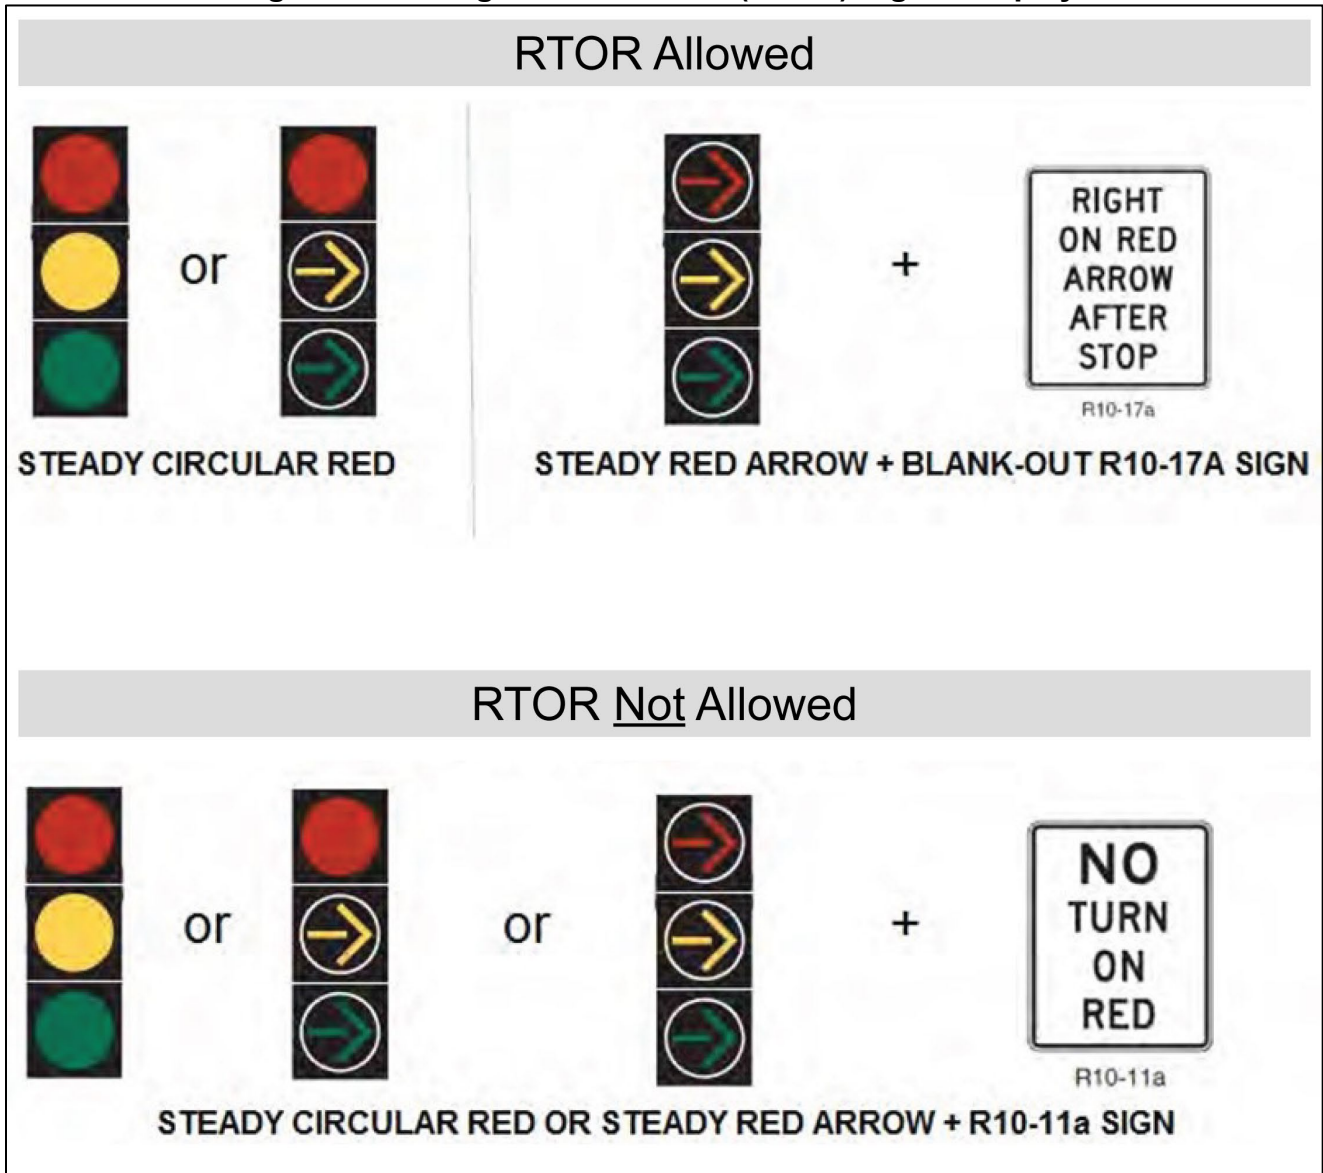 RTOR Allowed
or
+
RIGHT
ON RED
ARROW
AFTER
STOP
R10-17a
STEADY CIRCULAR RED
STEADY RED ARROW + BLANK-OUT R10-17A SIGN
RTOR Not Allowed
or
or
+
NO
TURN
ON
RED
R10-11a
STEADY CIRCULAR RED OR STEADY RED ARROW + R10-11a SIGN